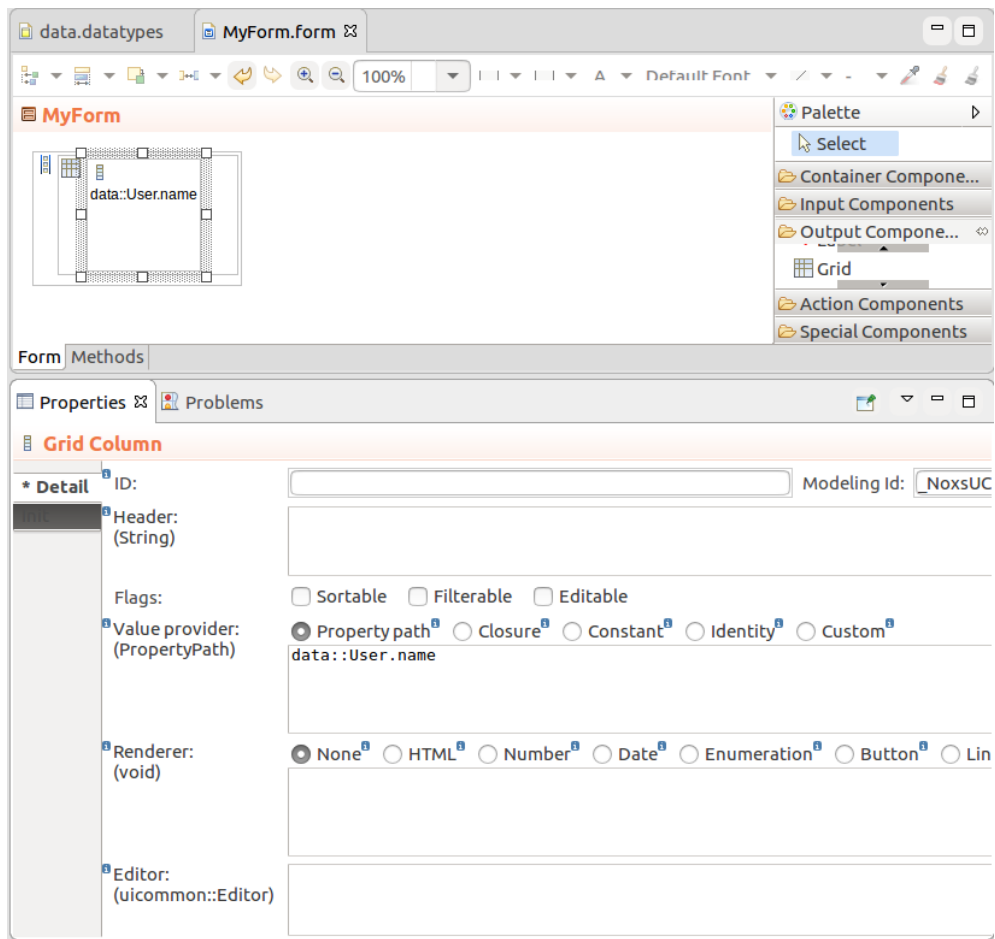 data.datatypes MyForm.form
100% A Default Font
MyForm
data::User.name
Palette
Select
Container Compone...
Input Components
Output Compone...
Grid
Action Components
Special Components
Form Methods
Properties Problems
Grid Column
* Detail
Init
ID: Modeling Id: _NoxsUC
Header:
(String)
Flags: Sortable Filterable Editable
Value provider: Property path Closure Constant Identity Custom
(PropertyPath)
data::User.name
Renderer: None HTML Number Date Enumeration Button Lin
(void)
Editor:
(uicommon::Editor)